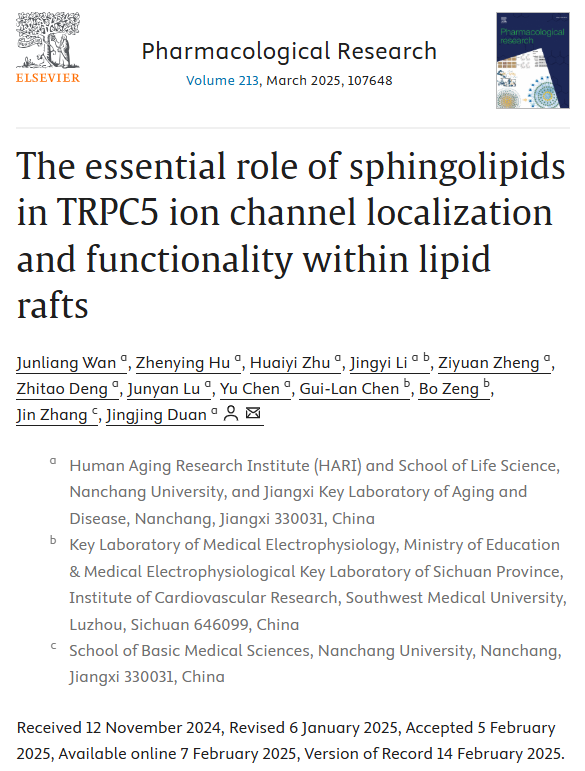 ELSEVIER
Pharmacological Research
Volume 213, March 2025, 107648
Pharmacological
research
The essential role of sphingolipids
in TRPC5 ion channel localization
and functionality within lipid
rafts
Junliang Wan a, Zhenying Hu a, Huaiyi Zhu a, Jingyi Li a b, Ziyuan Zheng a,
Zhitao Deng a, Junyan Lu a, Yu Chen a, Gui-Lan Chen b, Bo Zeng b,
Jin Zhang c, Jingjing Duan a
a Human Aging Research Institute (HARI) and School of Life Science,
Nanchang University, and Jiangxi Key Laboratory of Aging and
Disease, Nanchang, Jiangxi 330031, China
b Key Laboratory of Medical Electrophysiology, Ministry of Education
& Medical Electrophysiological Key Laboratory of Sichuan Province,
Institute of Cardiovascular Research, Southwest Medical University,
Luzhou, Sichuan 646099, China
c School of Basic Medical Sciences, Nanchang University, Nanchang,
Jiangxi 330031, China
Received 12 November 2024, Revised 6 January 2025, Accepted 5 February
2025, Available online 7 February 2025, Version of Record 14 February 2025.